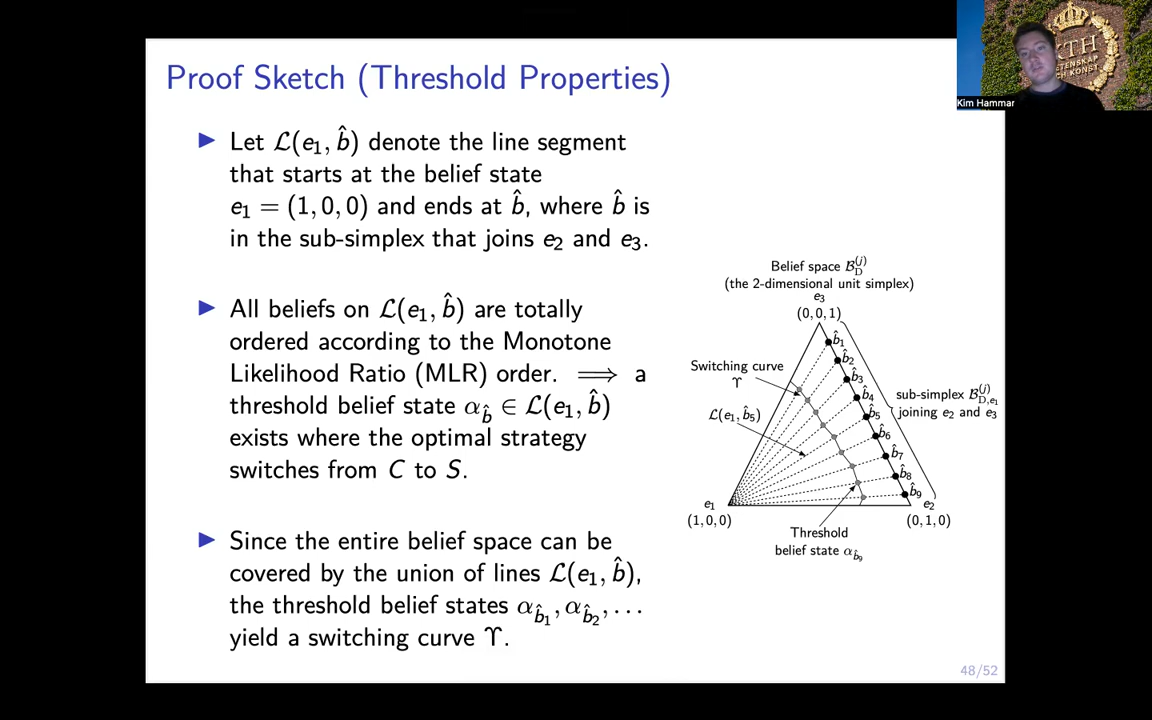 Proof Sketch (Threshold Properties)
▶ Let ℒ(e₁, b̂) denote the line segment
that starts at the belief state
e₁ = (1, 0, 0) and ends at b̂, where b̂ is
in the sub-simplex that joins e₂ and e₃.
▶ All beliefs on ℒ(e₁, b̂) are totally
ordered according to the Monotone
Likelihood Ratio (MLR) order. ⟹ a
threshold belief state α_b̂ ∈ ℒ(e₁, b̂)
exists where the optimal strategy
switches from C to S.
▶ Since the entire belief space can be
covered by the union of lines ℒ(e₁, b̂),
the threshold belief states α_b̂₁, α_b̂₂, . . .
yield a switching curve ϒ.
Belief space ℬ_D^(j)
(the 2-dimensional unit simplex)
e₃
(0, 0, 1)
b̂₁
b̂₂
b̂₃
b̂₄
b̂₅
b̂₆
b̂₇
b̂₈
b̂₉
Switching curve
ϒ
ℒ(e₁, b̂₅)
sub-simplex ℬ_D,e₁^(j)
joining e₂ and e₃
e₁
(1, 0, 0)
e₂
(0, 1, 0)
Threshold
belief state α_b̂₉
48/52
KTH
Kim Hammar